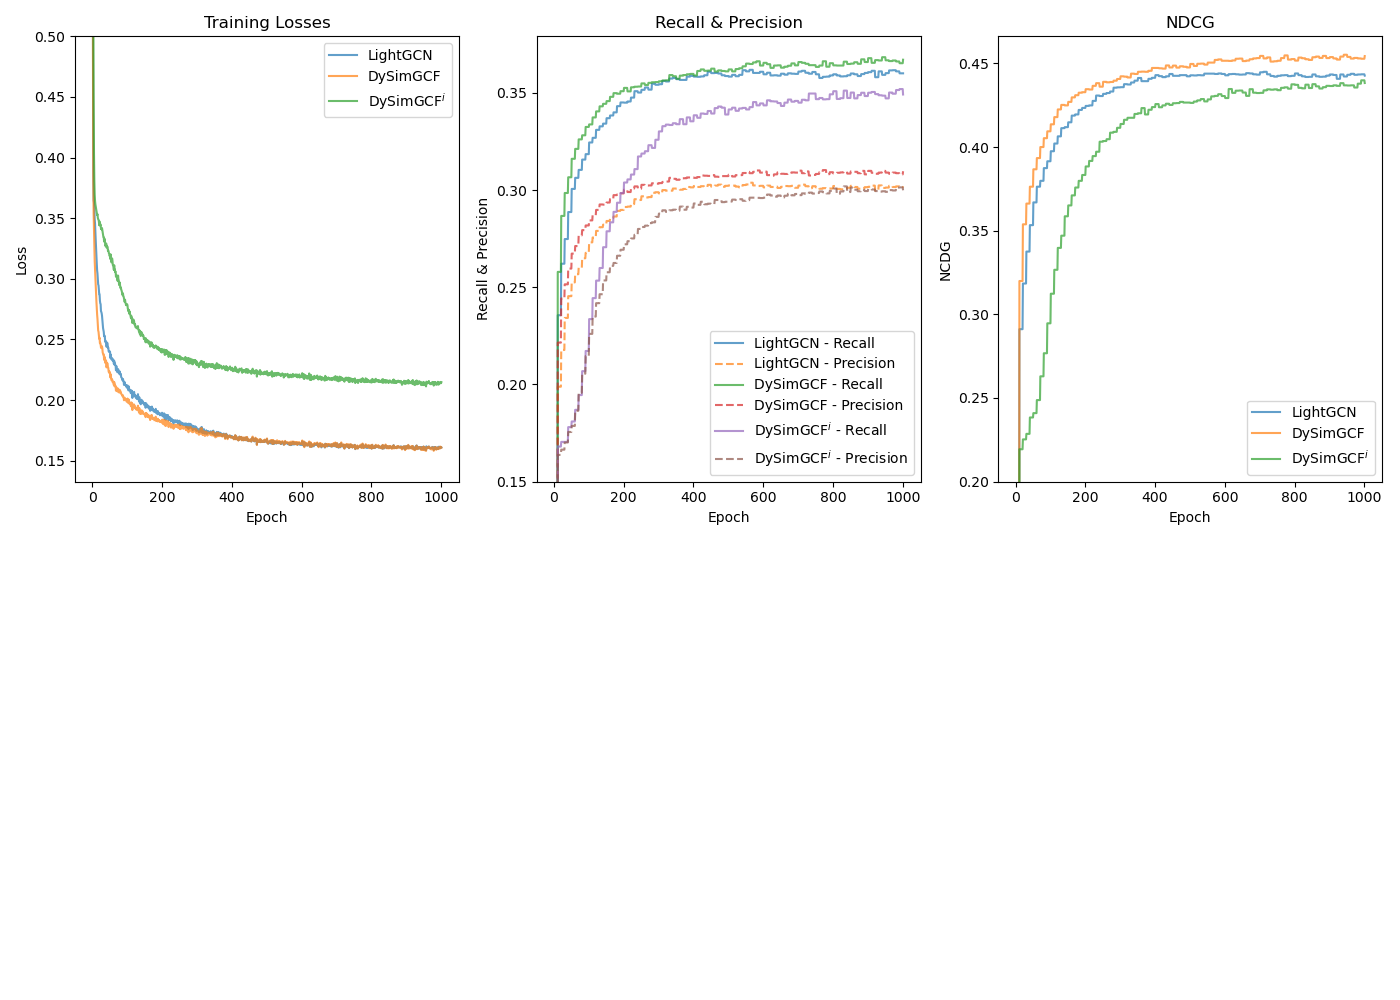 Training Losses
0.50
0.45
0.40
0.35
0.30
0.25
0.20
0.15
Loss
0
200
400
600
800
1000
Epoch
LightGCN
DySimGCF
DySimGCFⁱ
Recall & Precision
0.35
0.30
0.25
0.20
0.15
Recall & Precision
0
200
400
600
800
1000
Epoch
LightGCN - Recall
LightGCN - Precision
DySimGCF - Recall
DySimGCF - Precision
DySimGCFⁱ - Recall
DySimGCFⁱ - Precision
NDCG
0.45
0.40
0.35
0.30
0.25
0.20
NCDG
0
200
400
600
800
1000
Epoch
LightGCN
DySimGCF
DySimGCFⁱ